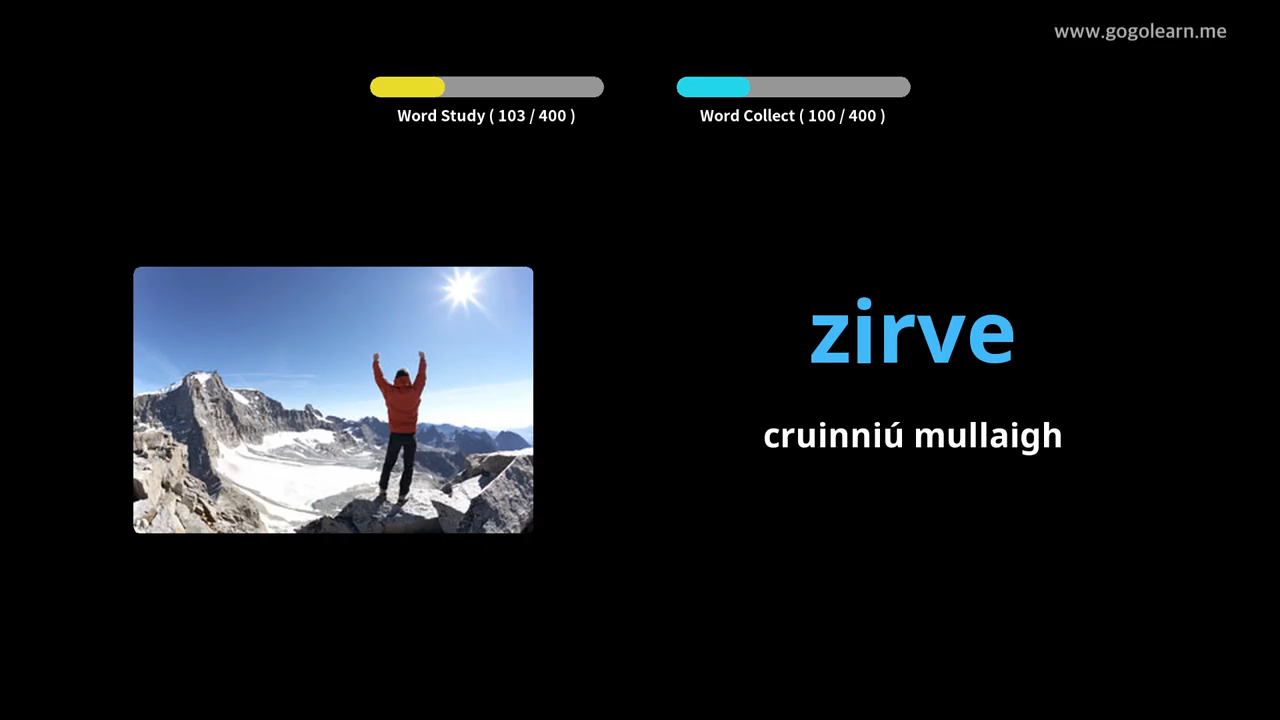 www.gogolearn.me
Word Study ( 103 / 400 )
Word Collect ( 100 / 400 )
zirve
cruinniú mullaigh